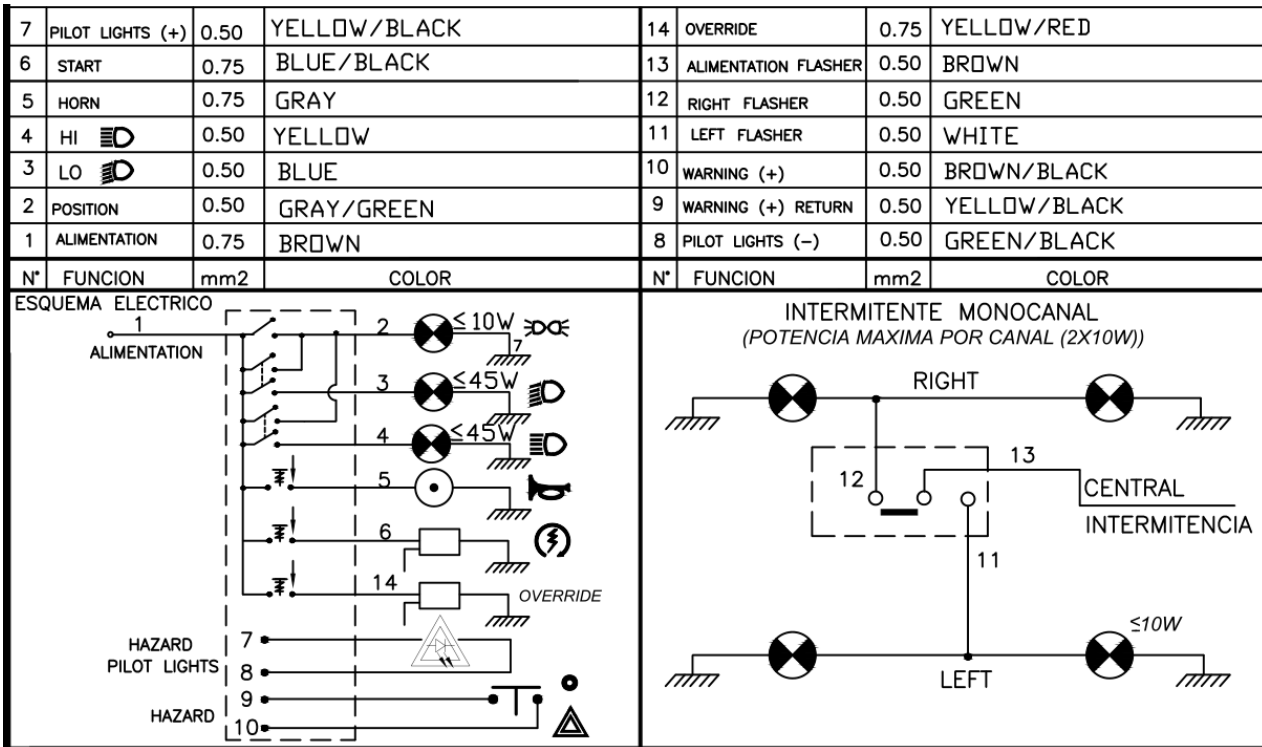 7 PILOT LIGHTS (+) 0.50 YELLOW/BLACK
6 START 0.75 BLUE/BLACK
5 HORN 0.75 GRAY
4 HI 0.50 YELLOW
3 LO 0.50 BLUE
2 POSITION 0.50 GRAY/GREEN
1 ALIMENTATION 0.75 BROWN
N° FUNCION mm2 COLOR
14 OVERRIDE 0.75 YELLOW/RED
13 ALIMENTATION FLASHER 0.50 BROWN
12 RIGHT FLASHER 0.50 GREEN
11 LEFT FLASHER 0.50 WHITE
10 WARNING (+) 0.50 BROWN/BLACK
9 WARNING (+) RETURN 0.50 YELLOW/BLACK
8 PILOT LIGHTS (-) 0.50 GREEN/BLACK
N° FUNCION mm2 COLOR
ESQUEMA ELECTRICO
1
ALIMENTATION
2 ≤10W
7
3 ≤45W
4 ≤45W
5
6
14
OVERRIDE
HAZARD
PILOT LIGHTS
7
8
HAZARD
9
10
INTERMITENTE MONOCANAL
(POTENCIA MAXIMA POR CANAL (2X10W))
RIGHT
12
13
CENTRAL
INTERMITENCIA
11
≤10W
LEFT